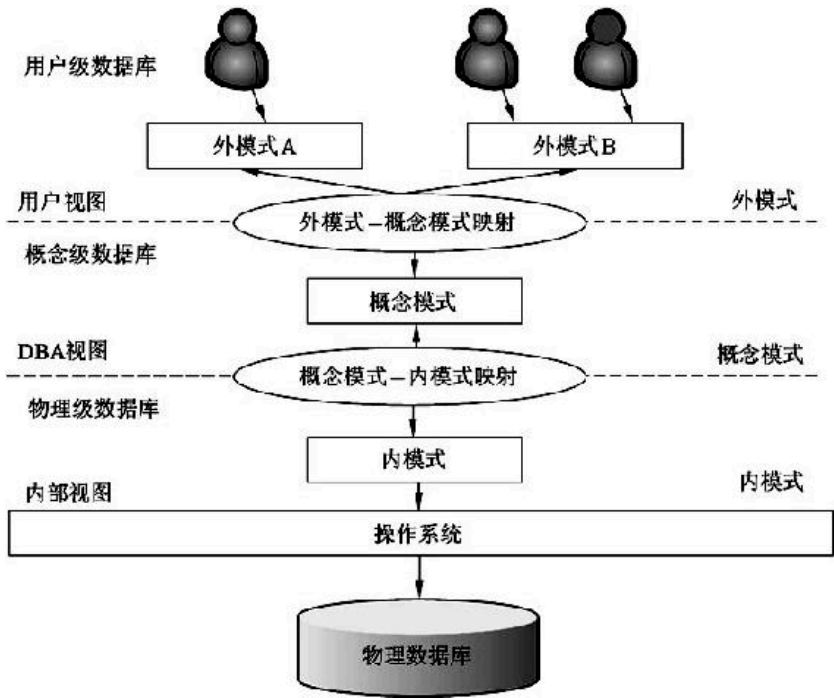 用户级数据库
外模式A
外模式B
用户视图
外模式
外模式–概念模式映射
概念级数据库
概念模式
DBA视图
概念模式
概念模式–内模式映射
物理级数据库
内模式
内部视图
内模式
操作系统
物理数据库